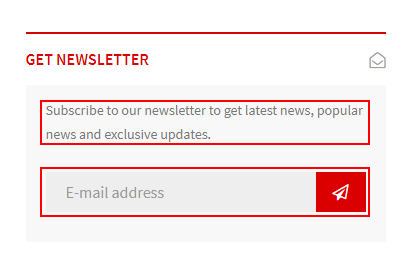 GET NEWSLETTER
Subscribe to our newsletter to get latest news, popular
news and exclusive updates.
E-mail address